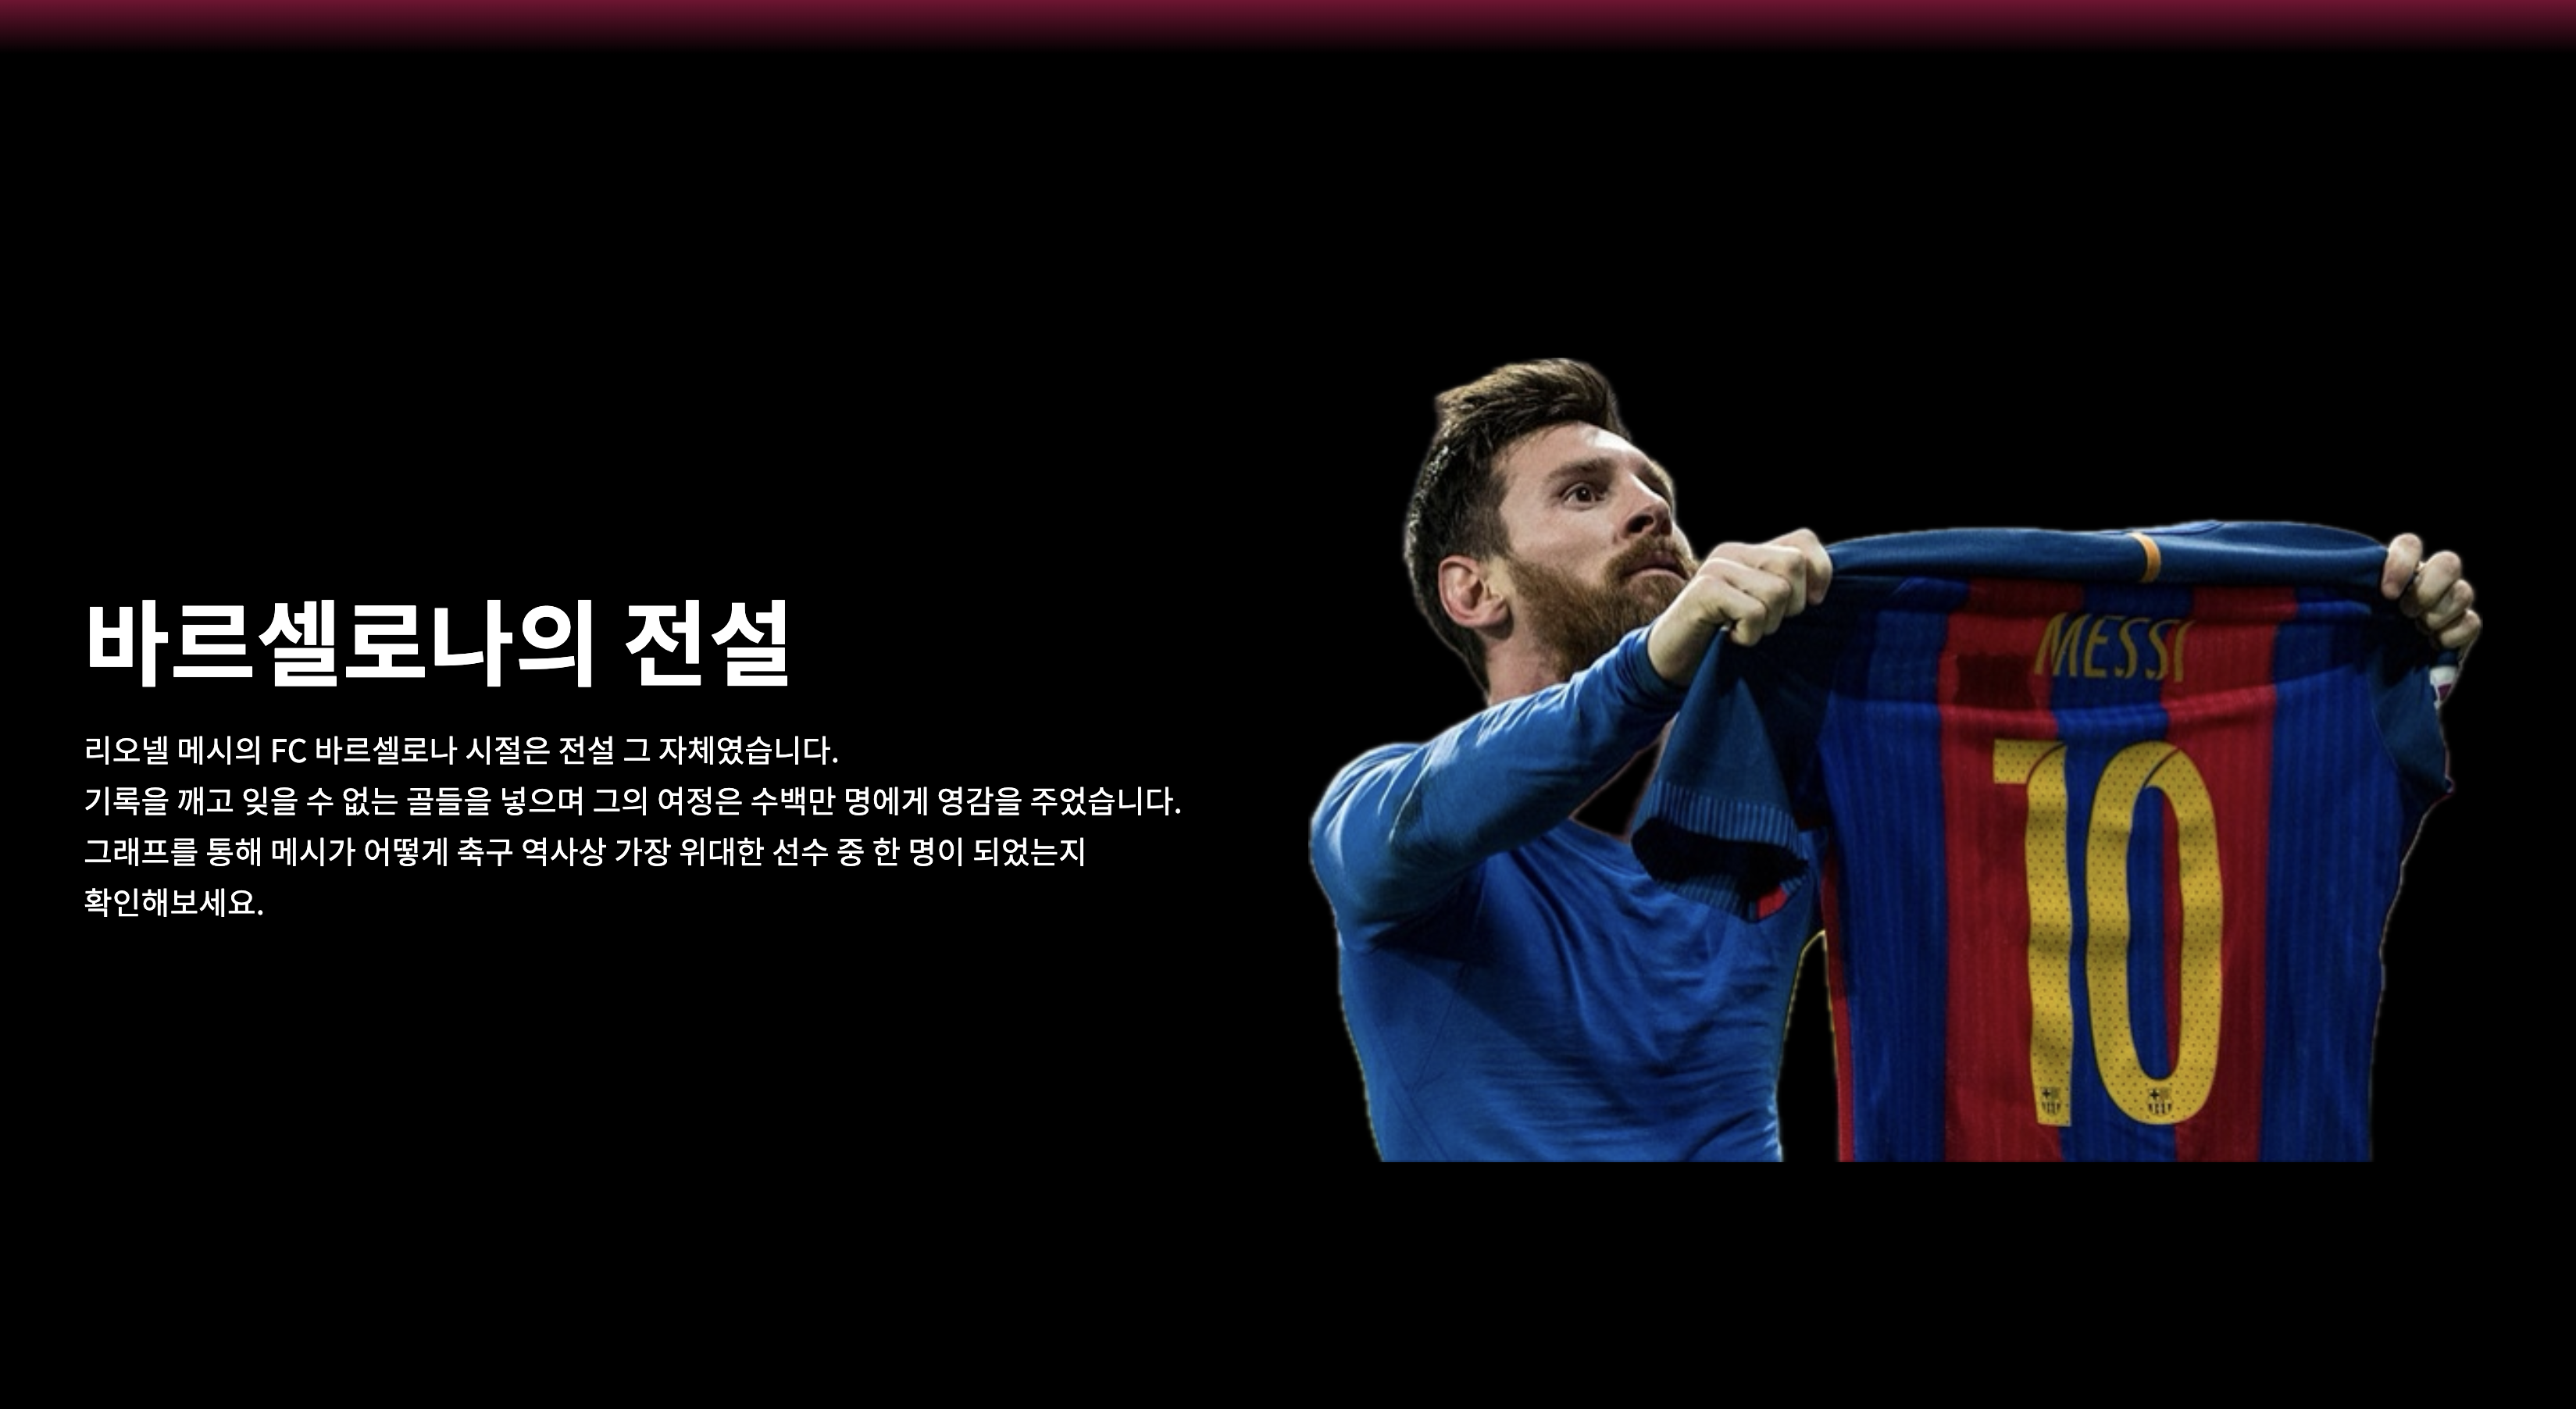 바르셀로나의 전설
리오넬 메시의 FC 바르셀로나 시절은 전설 그 자체였습니다.
기록을 깨고 잊을 수 없는 골들을 넣으며 그의 여정은 수백만 명에게 영감을 주었습니다.
그래프를 통해 메시가 어떻게 축구 역사상 가장 위대한 선수 중 한 명이 되었는지
확인해보세요.
MESSI
10